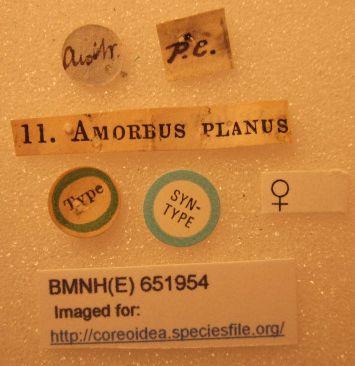 Austr.
P.C.
11. AMORBUS PLANUS
Type
SYN-
TYPE
♀
BMNH(E) 651954
Imaged for:
http://coreoidea.speciesfile.org/